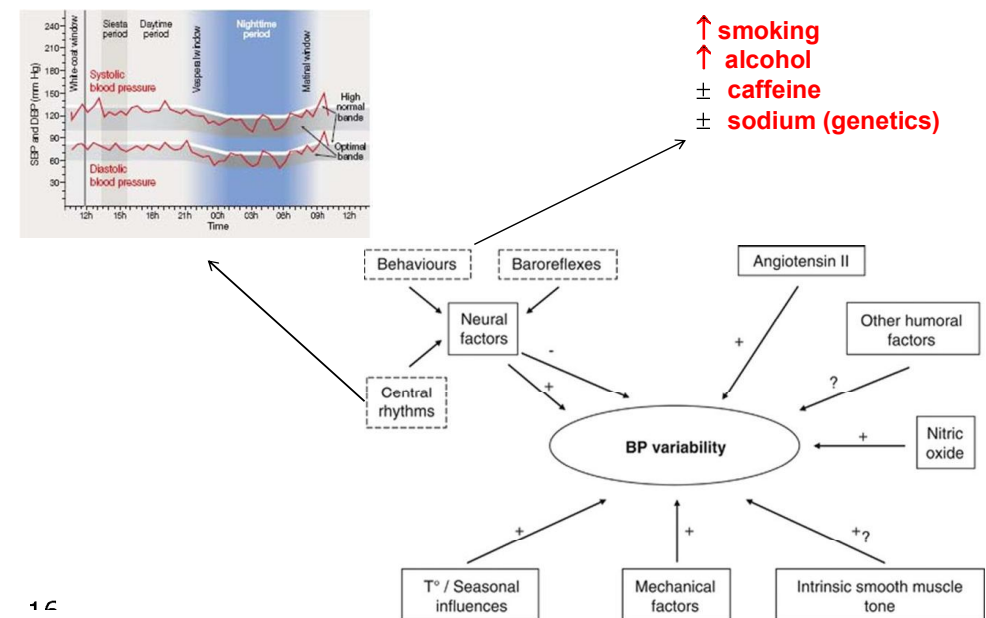 240
210
180
150
120
90
60
30
SBP and DBP (mm Hg)
White-coat window
Siesta period
Daytime period
Vesperal window
Nighttime period
Matinal window
Systolic
blood pressure
High
normal
bande
Optimal
bande
Diastolic
blood pressure
12h 15h 18h 21h 00h 03h 06h 09h 12h
Time
↑ smoking
↑ alcohol
± caffeine
± sodium (genetics)
Behaviours
Baroreflexes
Angiotensin II
Neural
factors
Other humoral
factors
-
+
+
?
Central
rhythms
BP variability
+
Nitric
oxide
+
+
+?
T° / Seasonal
influences
Mechanical
factors
Intrinsic smooth muscle
tone
16